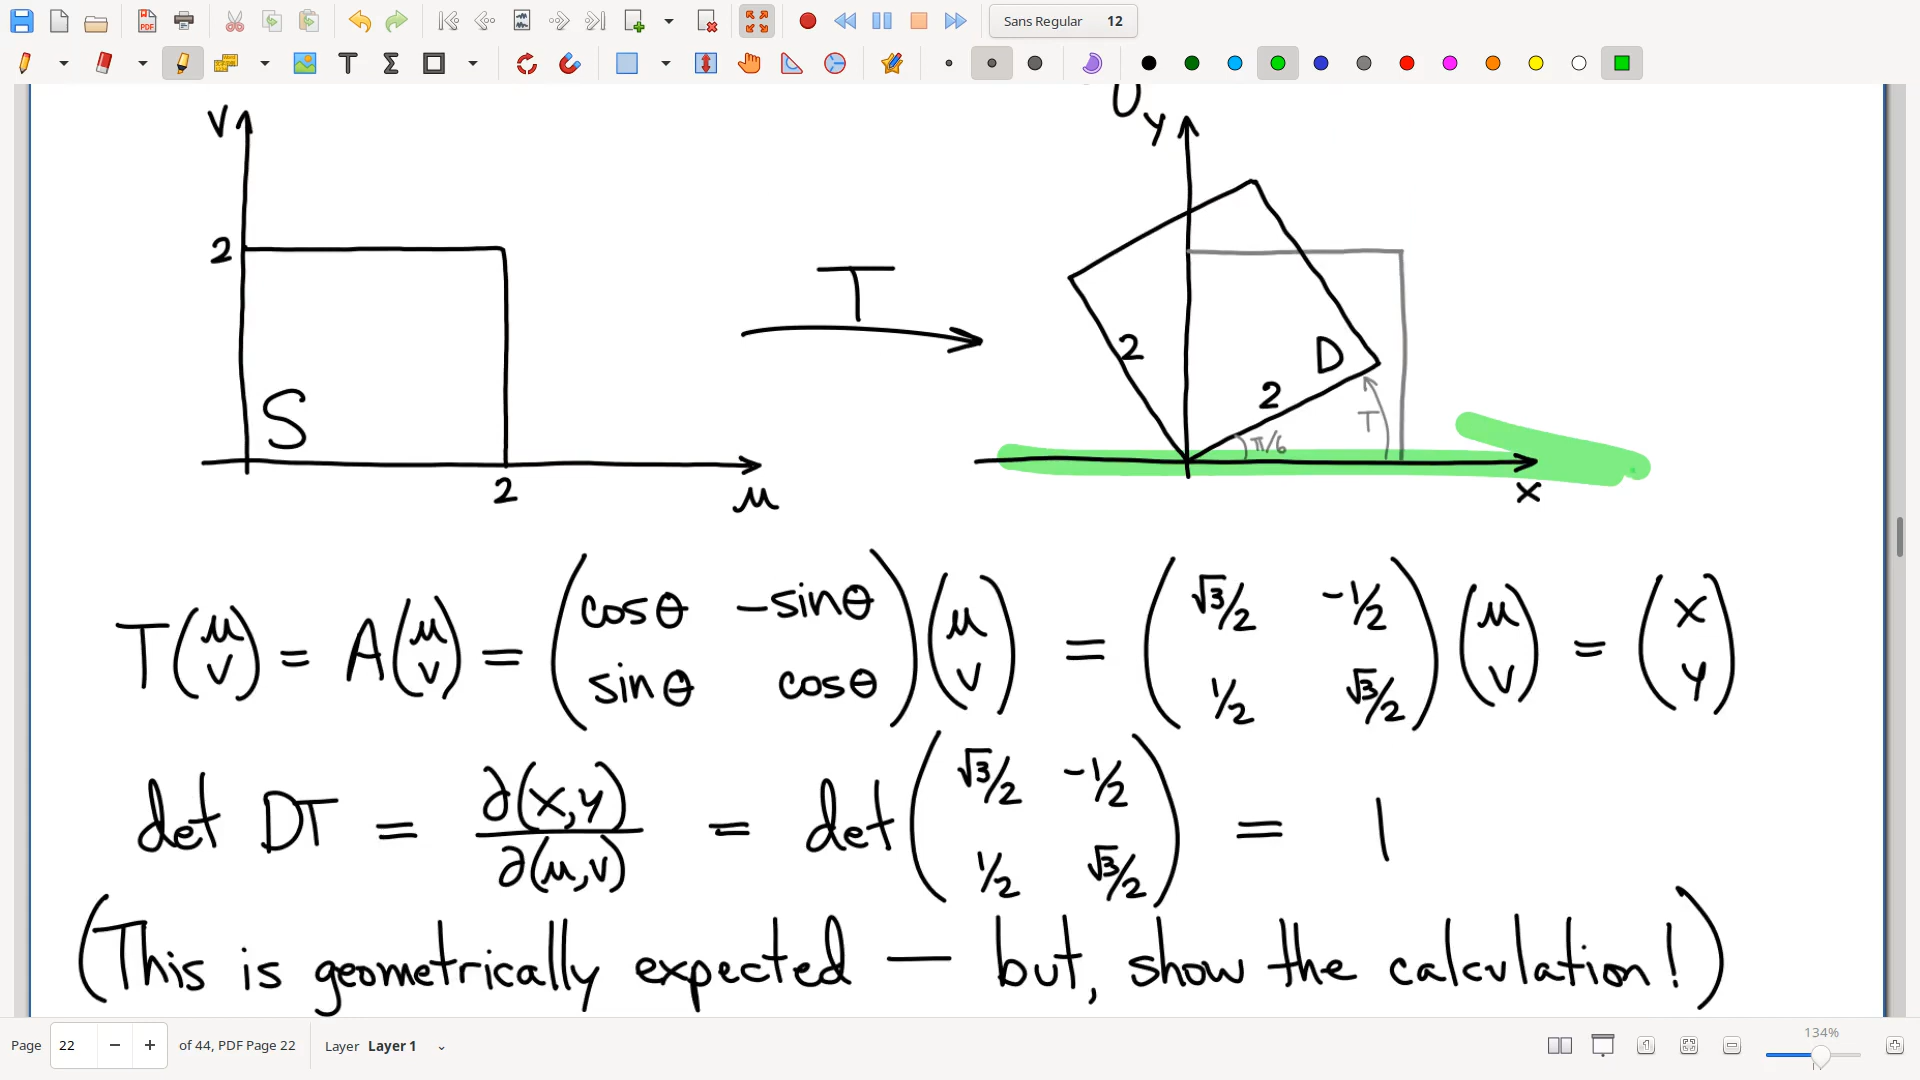 Sans Regular 12
v
y
2
T
2
D
2
T
S
π/6
2
u
x
T(u v) = A(u v) = (cosθ -sinθ sinθ cosθ)(u v) = (√3/2 -1/2 1/2 √3/2)(u v) = (x y)
det DT = ∂(x,y)/∂(u,v) = det(√3/2 -1/2 1/2 √3/2) = 1
(This is geometrically expected — but, show the calculation!)
Page 22 − + of 44, PDF Page 22 Layer Layer 1 134%